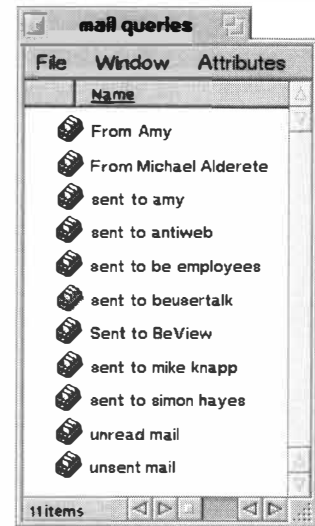 mail queries
File Window Attributes
Name
From Amy
From Michael Alderete
sent to amy
sent to antiweb
sent to be employees
sent to beusertalk
Sent to BeView
sent to mike knapp
sent to simon hayes
unread mail
unsent mail
11 items